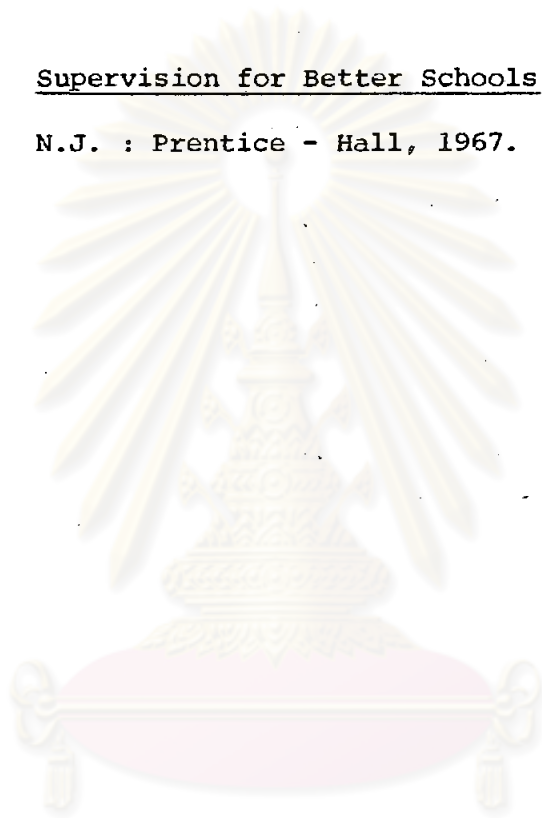 Supervision for Better Schools
N.J. : Prentice - Hall, 1967.